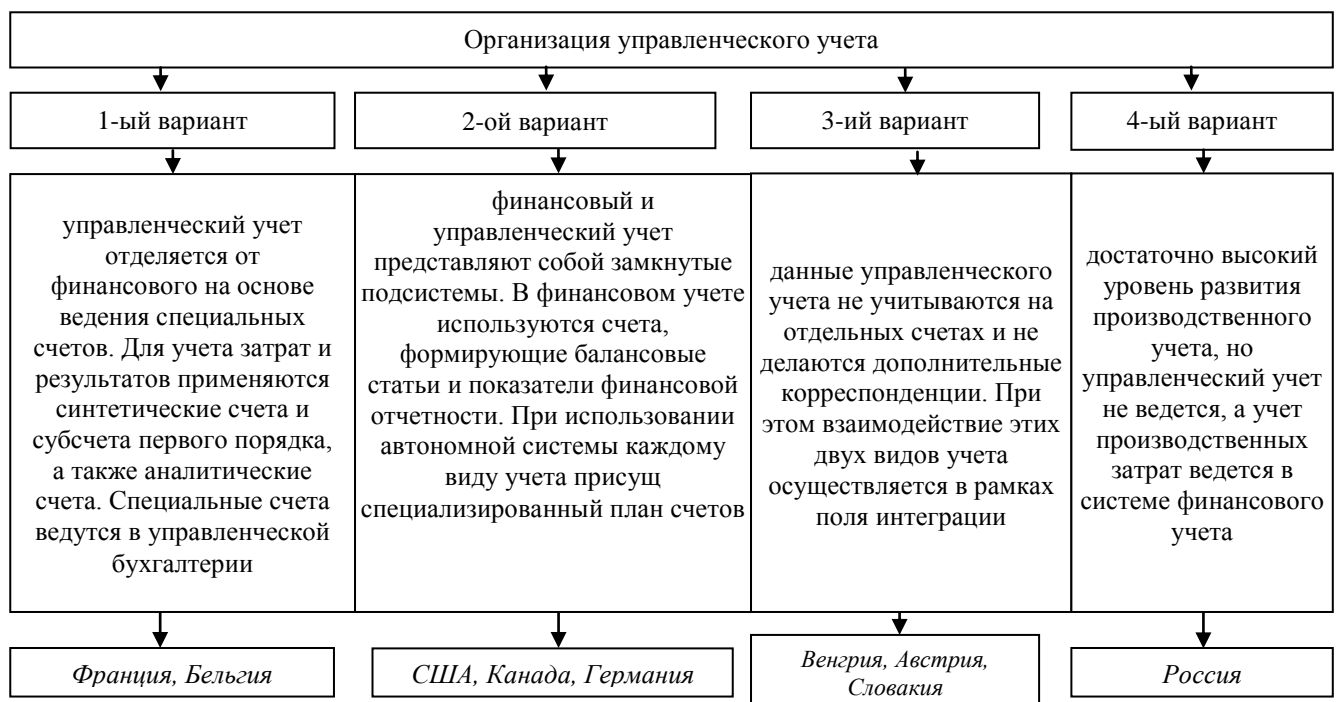 Организация управленческого учета
1-ый вариант
2-ой вариант
3-ий вариант
4-ый вариант
управленческий учет
отделяется от
финансового на основе
ведения специальных
счетов. Для учета затрат и
результатов применяются
синтетические счета и
субсчета первого порядка,
а также аналитические
счета. Специальные счета
ведутся в управленческой
бухгалтерии
финансовый и
управленческий учет
представляют собой замкнутые
подсистемы. В финансовом учете
используются счета,
формирующие балансовые
статьи и показатели финансовой
отчетности. При использовании
автономной системы каждому
виду учета присущ
специализированный план счетов
данные управленческого
учета не учитываются на
отдельных счетах и не
делаются дополнительные
корреспонденции. При
этом взаимодействие этих
двух видов учета
осуществляется в рамках
поля интеграции
достаточно высокий
уровень развития
производственного
учета, но
управленческий учет
не ведется, а учет
производственных
затрат ведется в
системе финансового
учета
Франция, Бельгия
США, Канада, Германия
Венгрия, Австрия,
Словакия
Россия